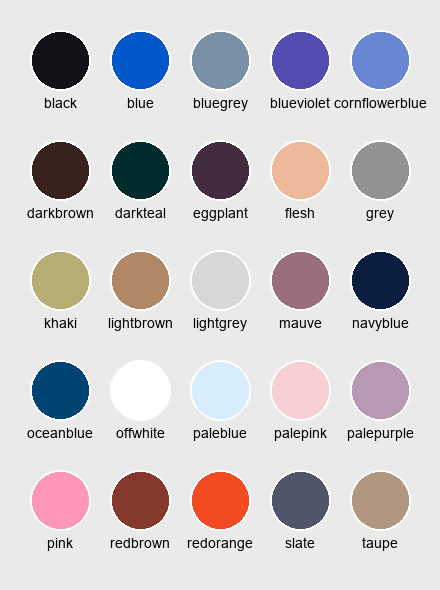 black blue bluegrey blueviolet cornflowerblue
darkbrown darkteal eggplant flesh grey
khaki lightbrown lightgrey mauve navyblue
oceanblue offwhite paleblue palepink palepurple
pink redbrown redorange slate taupe